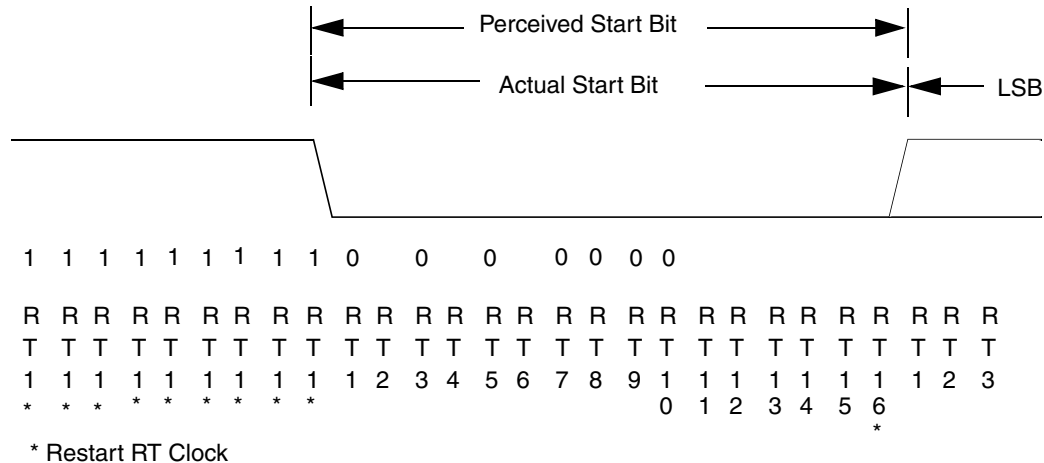 Perceived Start Bit
Actual Start Bit
LSB
1 1 1 1 1 1 1 1 1 0 0 0 0 0 0 0
R R R R R R R R R R R R R R R R R R R R R R R R R R R R
T T T T T T T T T T T T T T T T T T T T T T T T T T T T
1 1 1 1 1 1 1 1 1 1 2 3 4 5 6 7 8 9 1 1 1 1 1 1 1 1 2 3
* * * * * * * * * 0 1 2 3 4 5 6
*
* Restart RT Clock